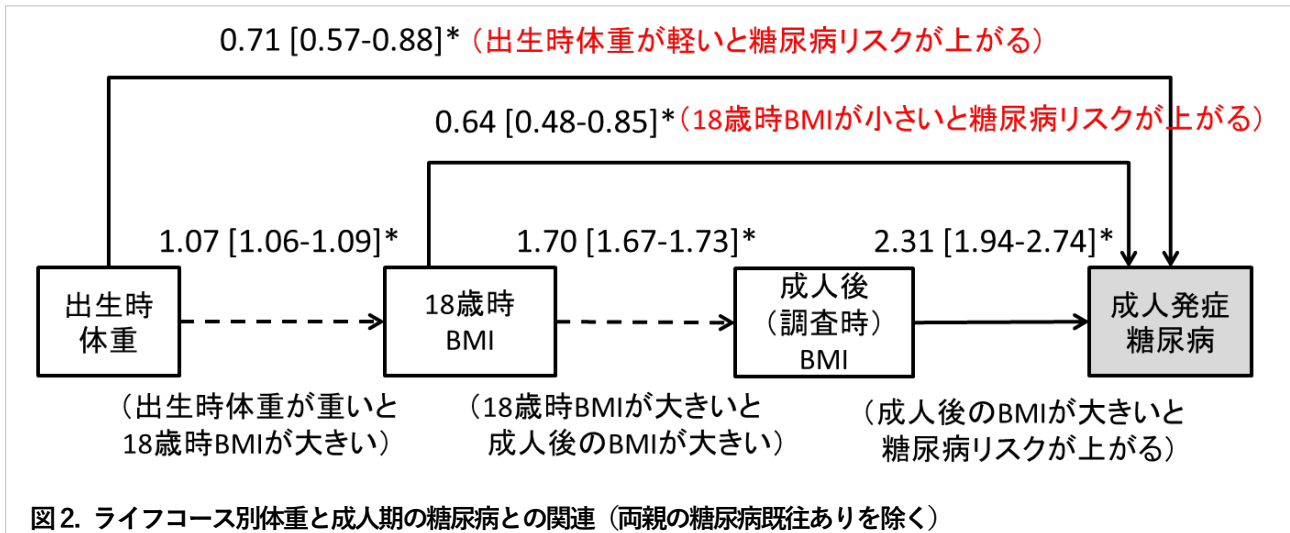 0.71 [0.57-0.88]*（出生時体重が軽いと糖尿病リスクが上がる）
0.64 [0.48-0.85]*（18歳時BMIが小さいと糖尿病リスクが上がる）
1.07 [1.06-1.09]*
1.70 [1.67-1.73]*
2.31 [1.94-2.74]*
出生時
体重
18歳時
BMI
成人後
（調査時）
BMI
成人発症
糖尿病
（出生時体重が重いと
18歳時BMIが大きい）
（18歳時BMIが大きいと
成人後のBMIが大きい）
（成人後のBMIが大きいと
糖尿病リスクが上がる）
図2. ライフコース別体重と成人期の糖尿病との関連（両親の糖尿病既往ありを除く）